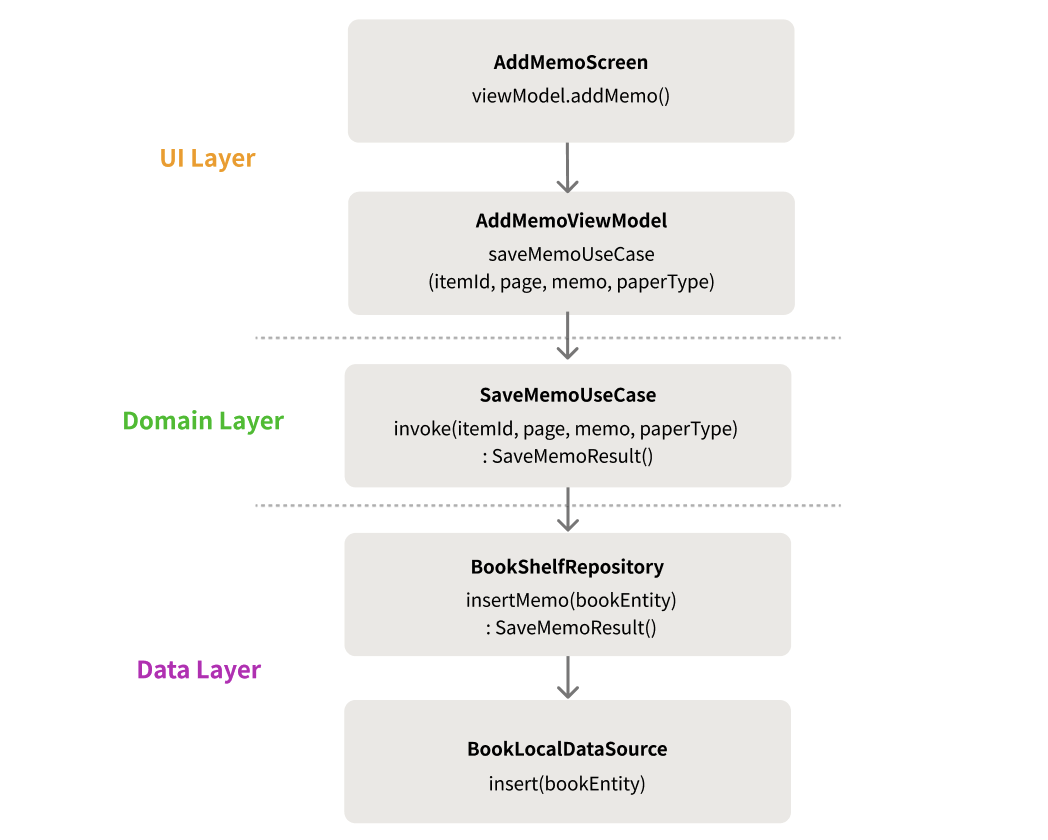 AddMemoScreen
viewModel.addMemo()
UI Layer
AddMemoViewModel
saveMemoUseCase
(itemId, page, memo, paperType)
SaveMemoUseCase
Domain Layer
invoke(itemId, page, memo, paperType)
: SaveMemoResult()
BookShelfRepository
insertMemo(bookEntity)
: SaveMemoResult()
Data Layer
BookLocalDataSource
insert(bookEntity)